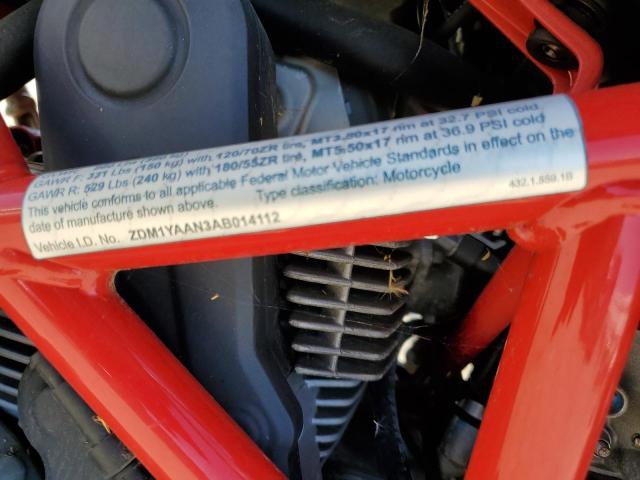 GAWR F: 331 Lbs (150 kg) with 120/70ZR tire, MT3.50x17 rim at 32.7 PSI cold
GAWR R: 529 Lbs (240 kg) with 180/55ZR tire, MT5.50x17 rim at 36.9 PSI cold
This vehicle conforms to all applicable Federal Motor Vehicle Standards in effect on the
date of manufacture shown above. Type classification: Motorcycle
Vehicle I.D. No. ZDM1YAAN3AB014112 432.1.859.1B